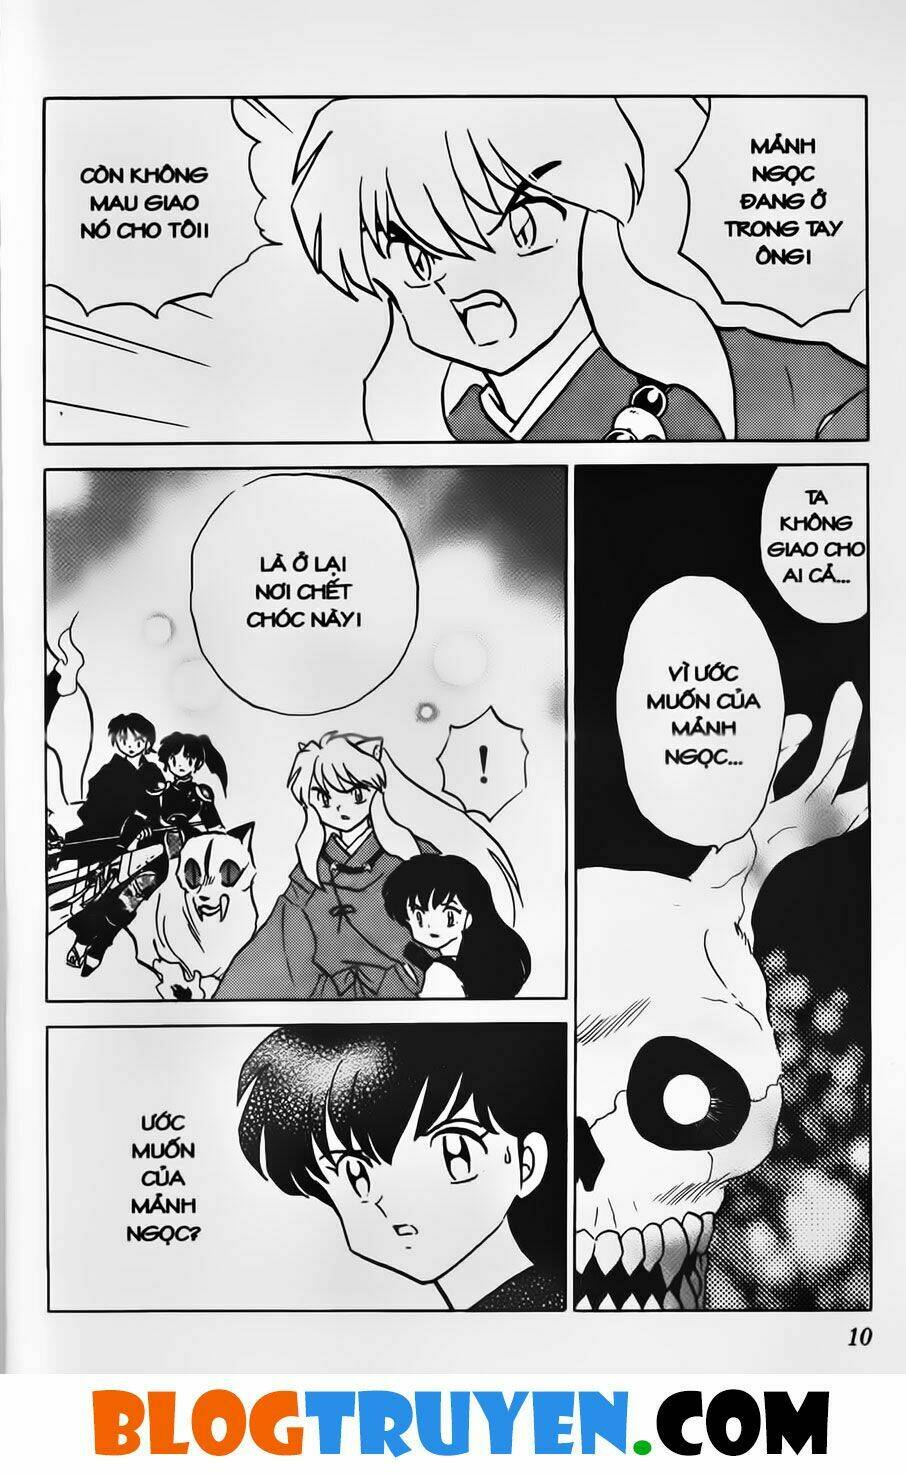 MẢNH
NGỌC
ĐANG Ở
TRONG TAY
ÔNG!
CÒN KHÔNG
MAU GIAO
NÓ CHO TÔI!
TA
KHÔNG
GIAO CHO
AI CẢ...
VÌ ƯỚC
MUỐN CỦA
MẢNH
NGỌC...
LÀ Ở LẠI
NƠI CHẾT
CHÓC NÀY!
!
ƯỚC
MUỐN
CỦA
MẢNH
NGỌC?
10
BLOGTRUYEN.COM